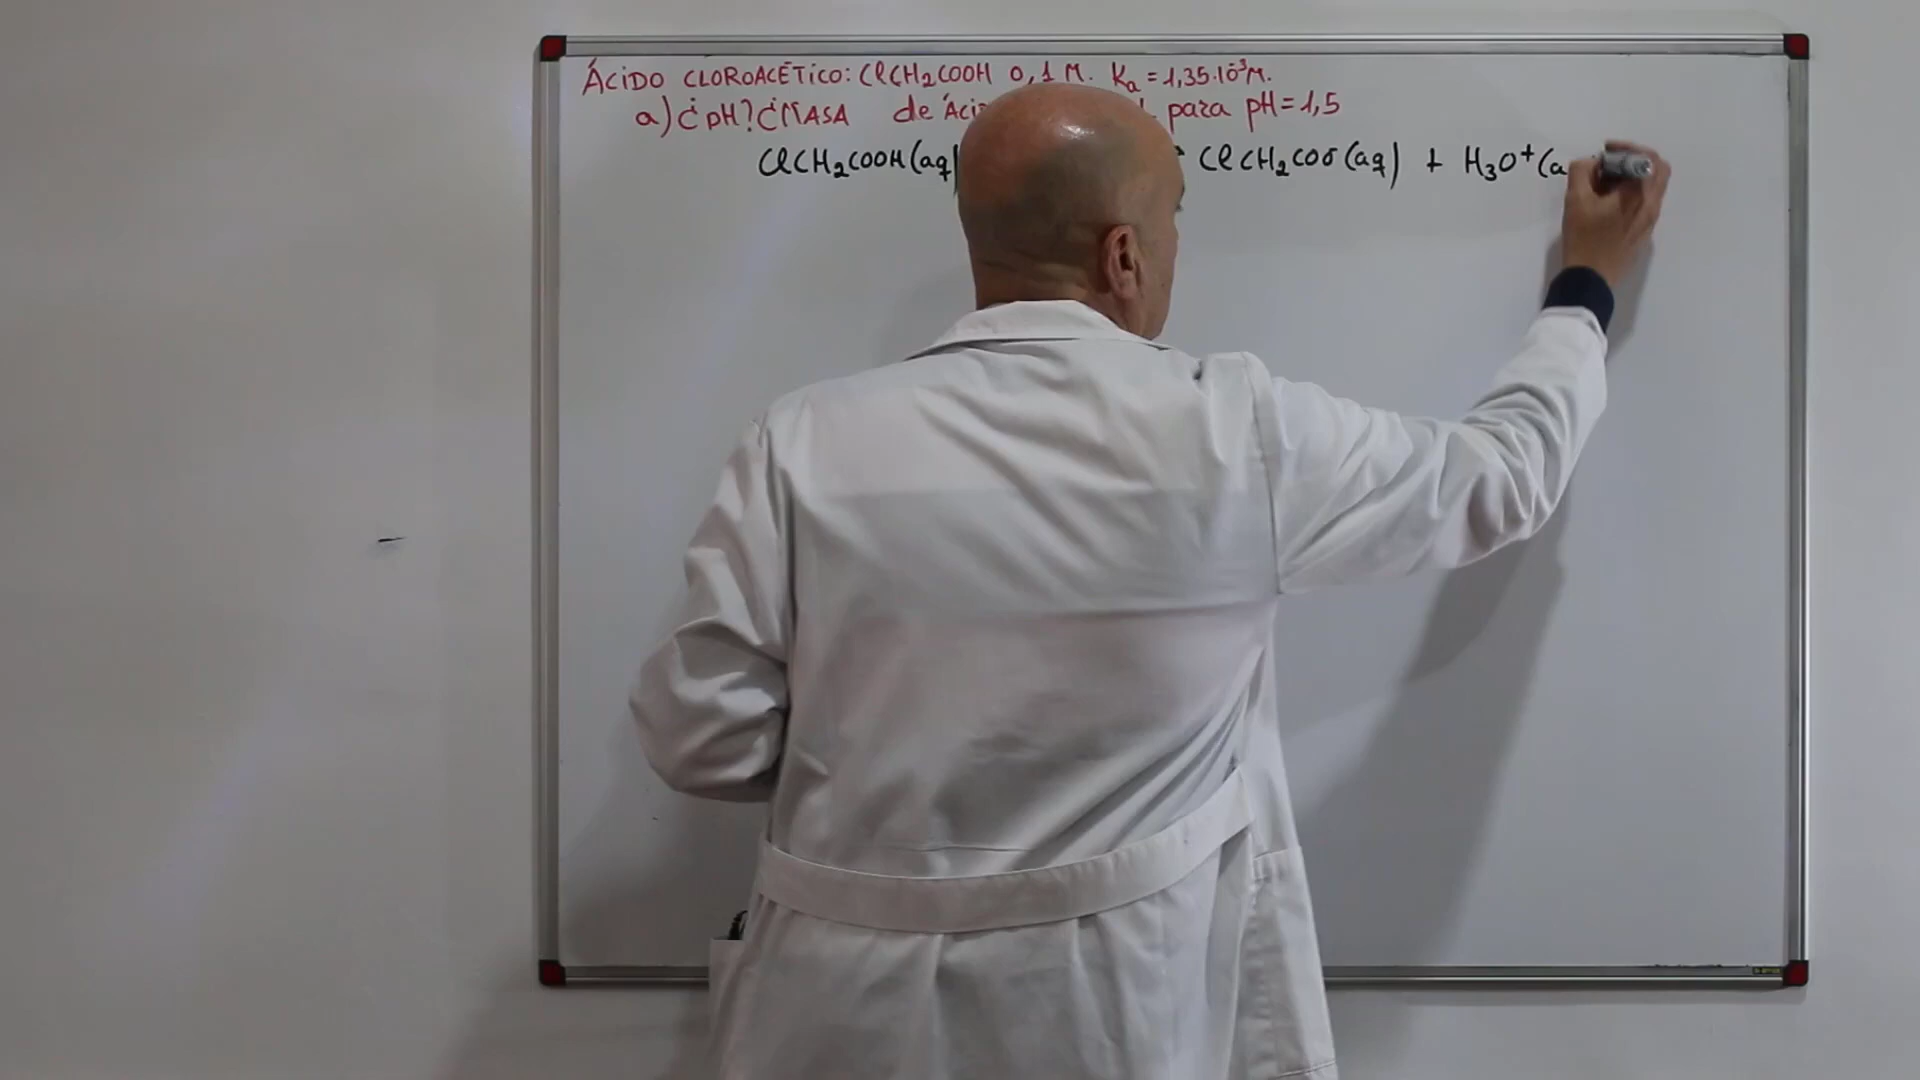 ÁCIDO CLOROACÉTICO: ClCH₂COOH 0,1 M. Ka = 1,35·10⁻³M.
a) ¿pH? ¿MASA de para pH = 1,5
ClCH₂COOH(aq) ClCH₂COO⁻(aq) + H₃O⁺(a